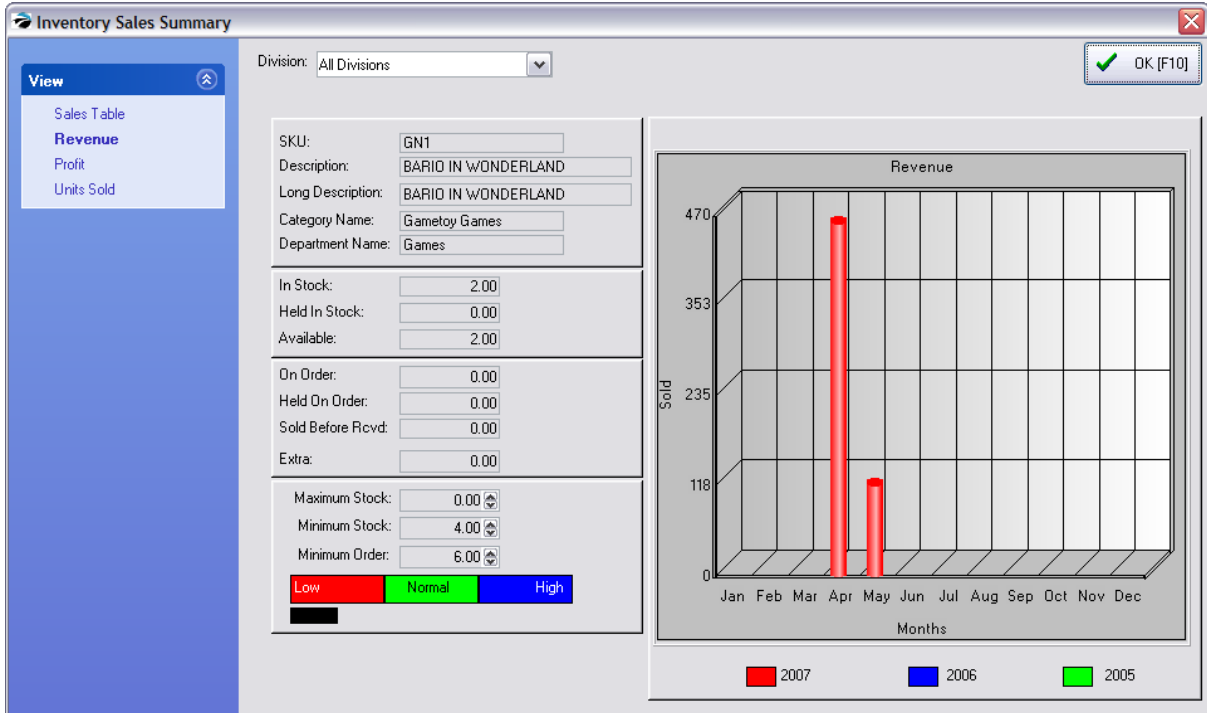 Inventory Sales Summary
View
Sales Table
Revenue
Profit
Units Sold
Division: All Divisions
OK [F10]
SKU: GN1
Description: BARIO IN WONDERLAND
Long Description: BARIO IN WONDERLAND
Category Name: Gametoy Games
Department Name: Games
In Stock: 2.00
Held In Stock: 0.00
Available: 2.00
On Order: 0.00
Held On Order: 0.00
Sold Before Rcvd: 0.00
Extra: 0.00
Maximum Stock: 0.00
Minimum Stock: 4.00
Minimum Order: 6.00
Low Normal High
Revenue
470
353
235
118
0
Sold
Jan Feb Mar Apr May Jun Jul Aug Sep Oct Nov Dec
Months
2007 2006 2005